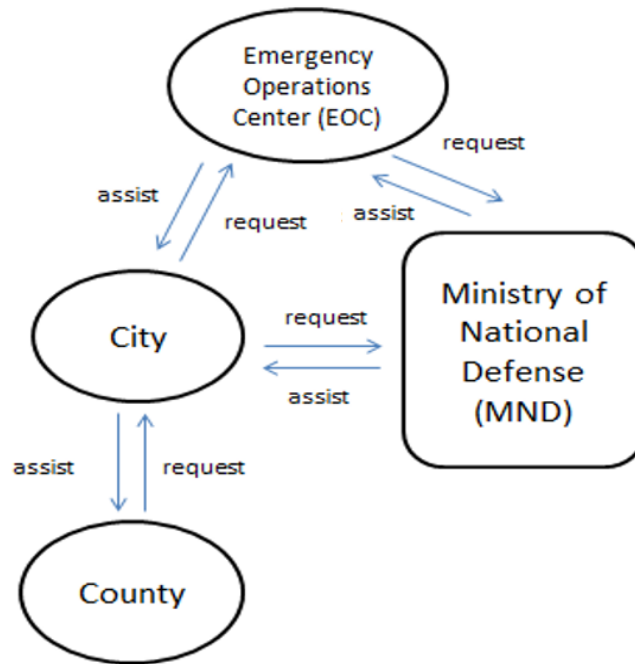 Emergency
Operations
Center (EOC)
request
assist
assist
request
City
Ministry of
National
Defense
(MND)
request
assist
assist
request
County